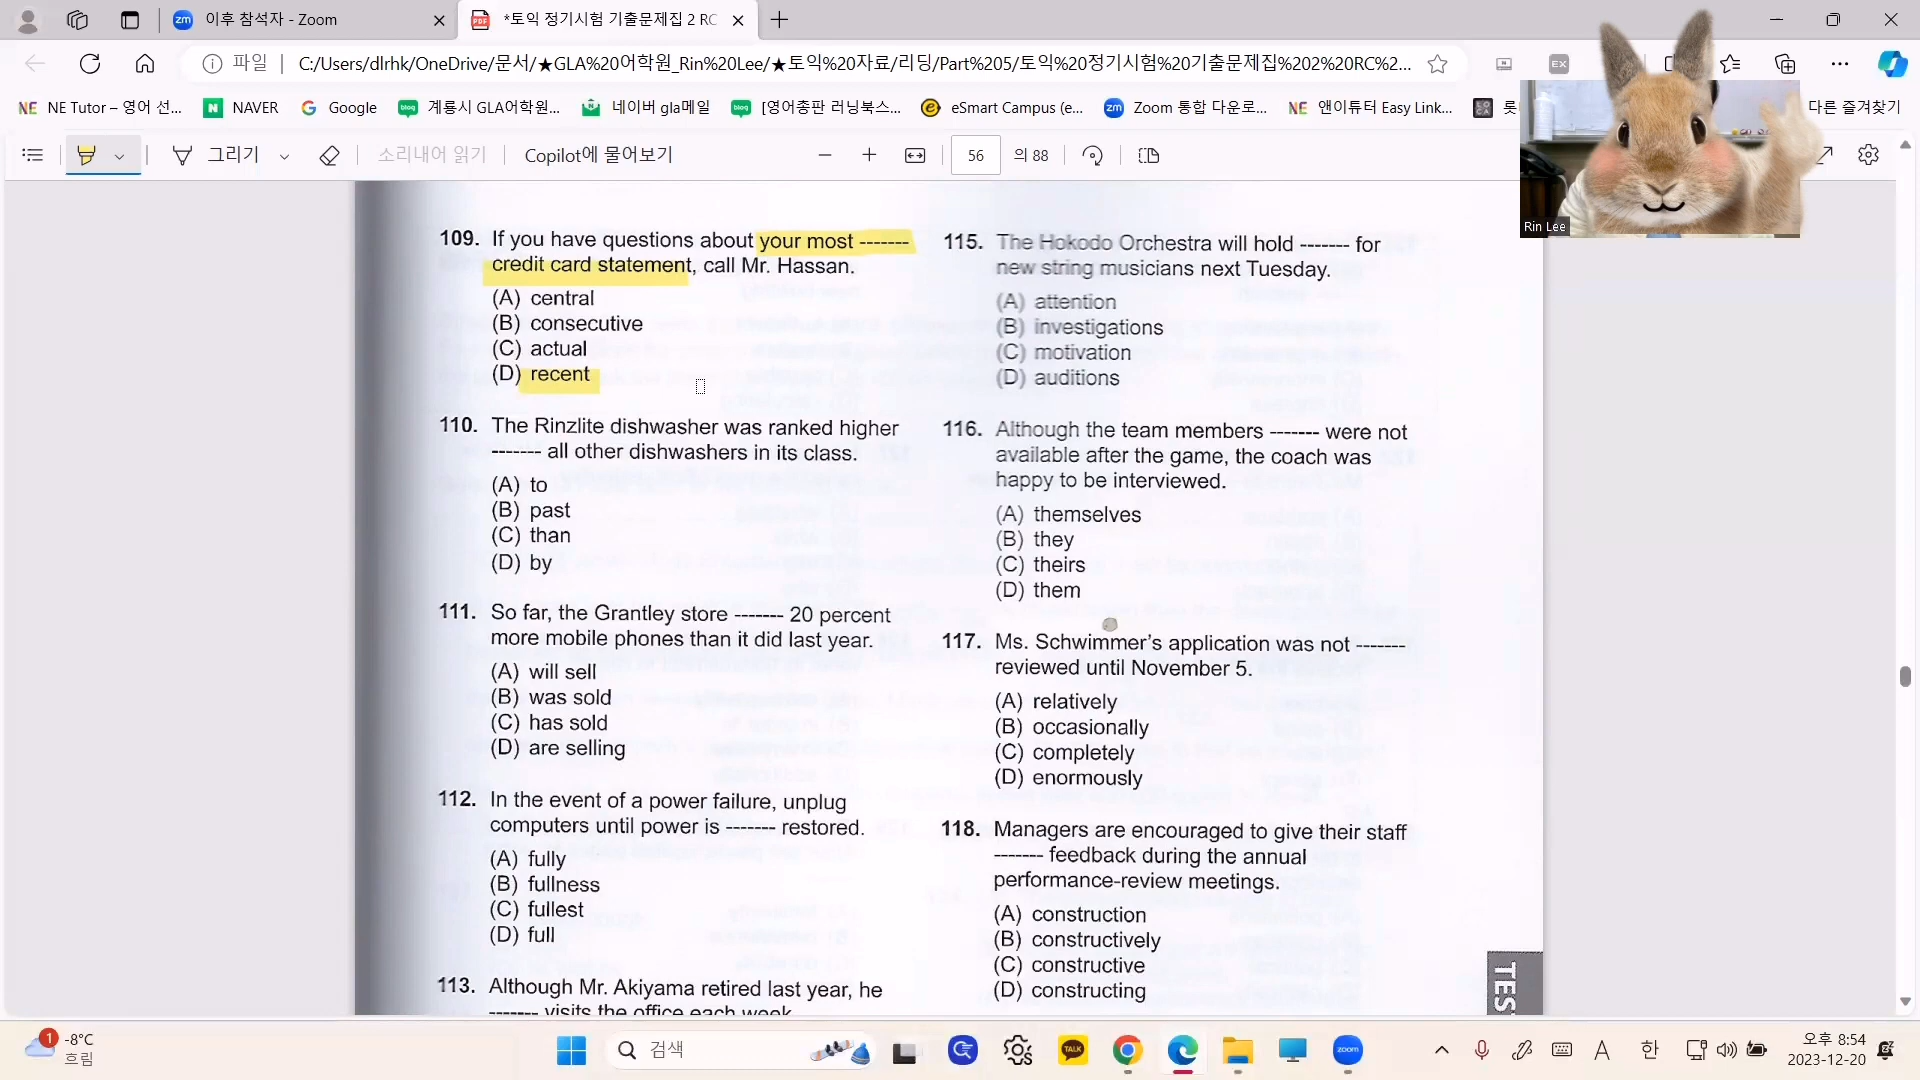 이후 참석자 - Zoom
*토익 정기시험 기출문제집 2 RC
파일
C:/Users/dlrhk/OneDrive/문서/★GLA%20어학원_Rin%20Lee/★토익%20자료/리딩/Part%205/토익%20정기시험%20기출문제집%202%20RC%2...
NE Tutor – 영어 선...
NAVER
Google
계룡시 GLA어학원...
네이버 gla메일
[영어총판 러닝북스...
eSmart Campus (e...
Zoom 통합 다운로...
앤이튜터 Easy Link...
롯
다른 즐겨찾기
그리기
소리내어 읽기
Copilot에 물어보기
56
의 88
Rin Lee
109. If you have questions about your most -------
credit card statement, call Mr. Hassan.
(A) central
(B) consecutive
(C) actual
(D) recent
110. The Rinzlite dishwasher was ranked higher
------- all other dishwashers in its class.
(A) to
(B) past
(C) than
(D) by
111. So far, the Grantley store ------- 20 percent
more mobile phones than it did last year.
(A) will sell
(B) was sold
(C) has sold
(D) are selling
112. In the event of a power failure, unplug
computers until power is ------- restored.
(A) fully
(B) fullness
(C) fullest
(D) full
113. Although Mr. Akiyama retired last year, he
------- visits the office each week
115. The Hokodo Orchestra will hold ------- for
new string musicians next Tuesday.
(A) attention
(B) investigations
(C) motivation
(D) auditions
116. Although the team members ------- were not
available after the game, the coach was
happy to be interviewed.
(A) themselves
(B) they
(C) theirs
(D) them
117. Ms. Schwimmer's application was not -------
reviewed until November 5.
(A) relatively
(B) occasionally
(C) completely
(D) enormously
118. Managers are encouraged to give their staff
------- feedback during the annual
performance-review meetings.
(A) construction
(B) constructively
(C) constructive
(D) constructing
TES
1
-8°C
흐림
검색
TALK
zoom
A
한
오후 8:54
2023-12-20